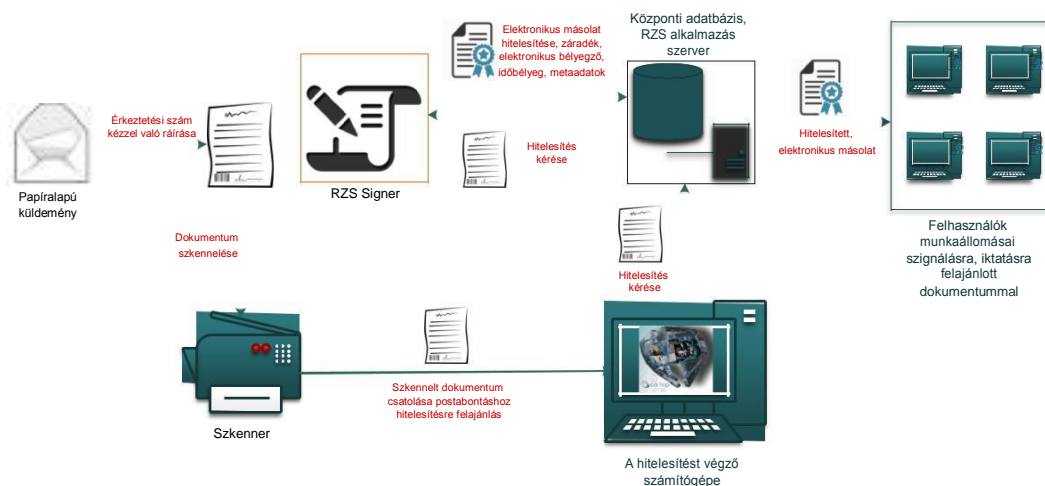 Elektronikus másolat
hitelesítése, záradék,
elektronikus bélyegző,
időbélyeg, metaadatok
Központi adatbázis,
RZS alkalmazás
szerver
Érkeztetési szám
kézzel való ráírása
Hitelesítés
kérése
Hitelesített,
elektronikus másolat
Papíralapú
küldemény
RZS Signer
Felhasználók
munkaállomásai
szignálásra, iktatásra
felajánlott
dokumentummal
Dokumentum
szkennelése
Hitelesítés
kérése
Szkennelt dokumentum
csatolása postabontáshoz
hitelesítésre felajánlás
Szkenner
A hitelesítést végző
számítógépe